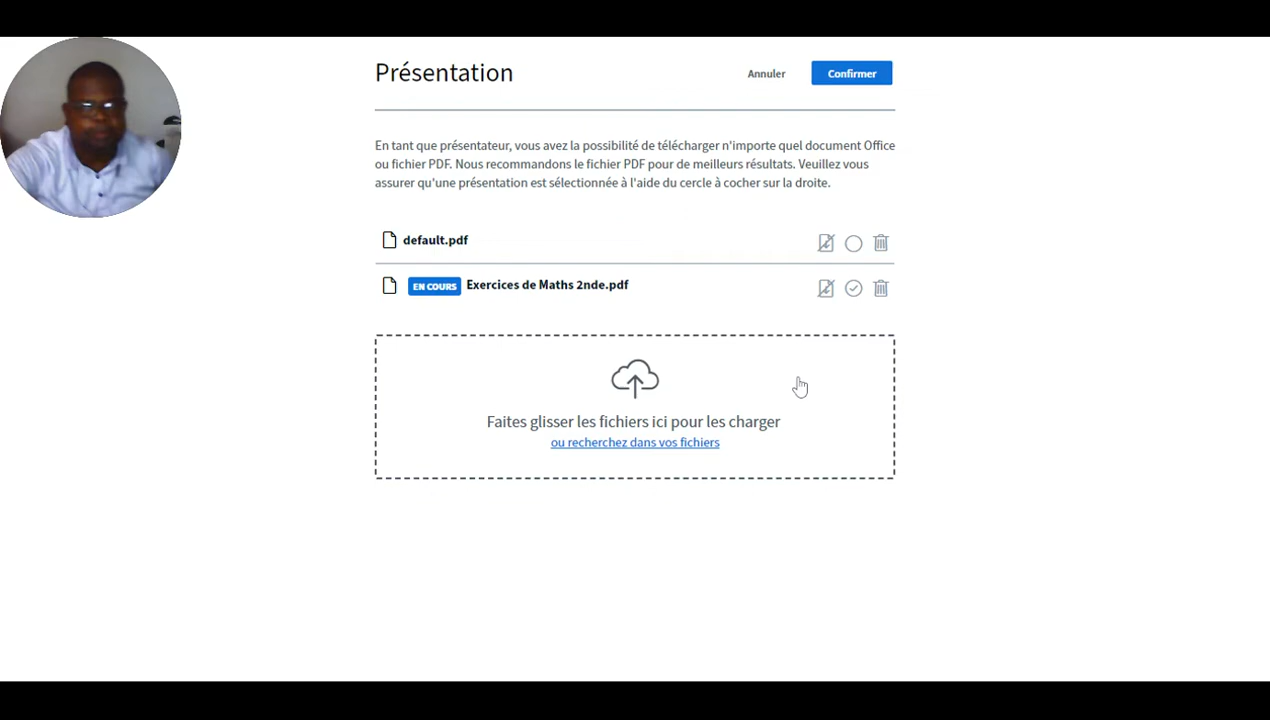 Présentation
Annuler
Confirmer
En tant que présentateur, vous avez la possibilité de télécharger n'importe quel document Office
ou fichier PDF. Nous recommandons le fichier PDF pour de meilleurs résultats. Veuillez vous
assurer qu'une présentation est sélectionnée à l'aide du cercle à cocher sur la droite.
default.pdf
EN COURS Exercices de Maths 2nde.pdf
Faites glisser les fichiers ici pour les charger
ou recherchez dans vos fichiers